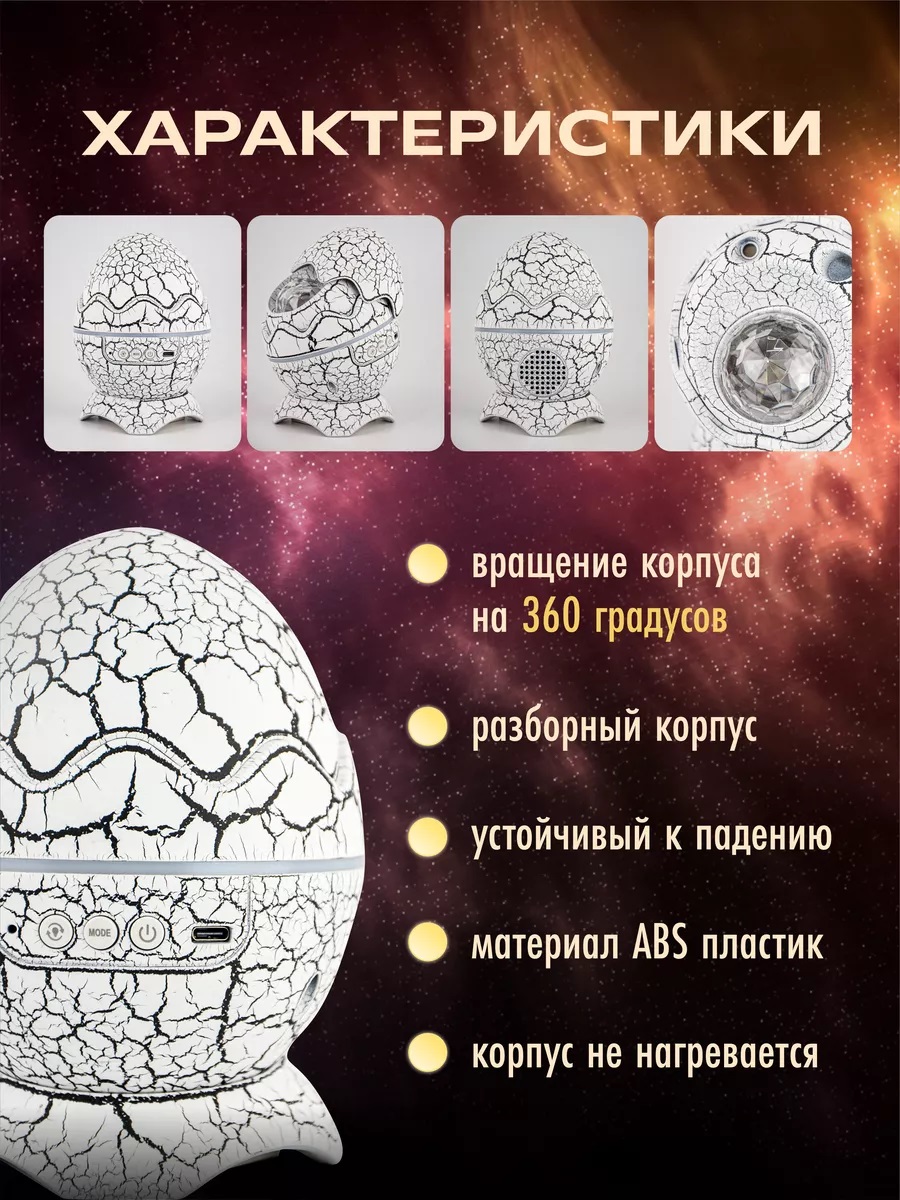 ХАРАКТЕРИСТИКИ
вращение корпуса
на 360 градусов
разборный корпус
устойчивый к падению
материал ABS пластик
корпус не нагревается
MODE